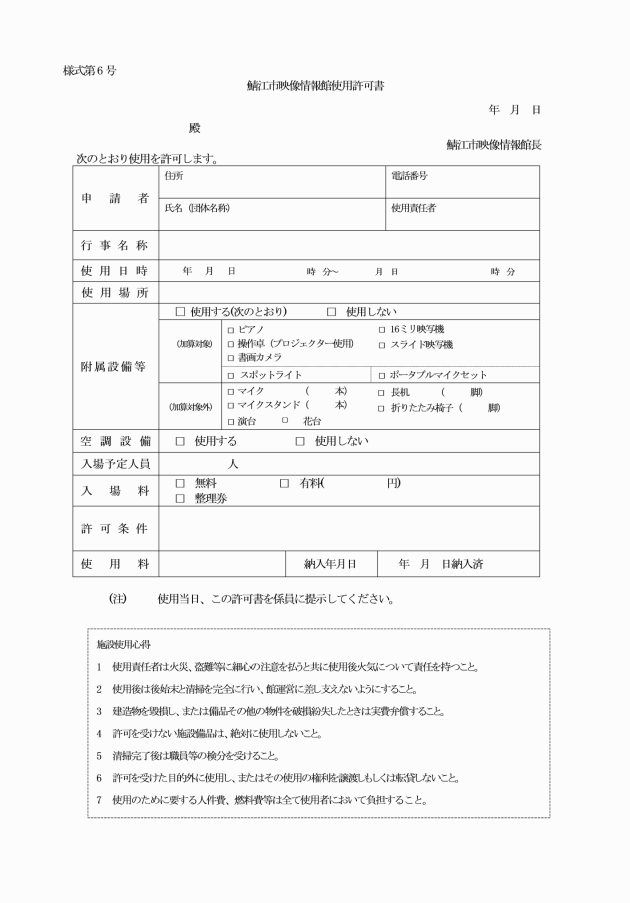 様式第６号
鯖江市映像情報館使用許可書
年　月　日
殿
鯖江市映像情報館長
次のとおり使用を許可します。
申請者
住所
電話番号
氏名（団体名称）
使用責任者
行事名称
使用日時　年　月　日　時　分～　月　日　時　分
使用場所
附属設備等
□ 使用する(次のとおり)　□ 使用しない
(加算対象)
□ ピアノ　□ 16ミリ映写機
□ 操作卓（プロジェクター使用）　□ スライド映写機
□ 書画カメラ
□ スポットライト　□ ポータブルマイクセット
(加算対象外)
□ マイク　（　本）　□ 長机　（　脚）
□ マイクスタンド（　本）　□ 折りたたみ椅子（　脚）
□ 演台　□ 花台
空調設備　□ 使用する　□ 使用しない
入場予定人員　人
入場料　□ 無料　□ 有料(　円)
□ 整理券
許可条件
使用料　納入年月日　年　月　日納入済
(注)　使用当日、この許可書を係員に提示してください。
施設使用心得
1　使用責任者は火災、盗難等に細心の注意を払うと共に使用後火気について責任を持つこと。
2　使用後は後始末と清掃を完全に行い、館運営に差し支えないようにすること。
3　建造物を毀損し、または備品その他の物件を破損紛失したときは実費弁償すること。
4　許可を受けない施設備品は、絶対に使用しないこと。
5　清掃完了後は職員等の検分を受けること。
6　許可を受けた目的外に使用し、またはその使用の権利を譲渡しもしくは転貸しないこと。
7　使用のために要する人件費、燃料費等は全て使用者において負担すること。